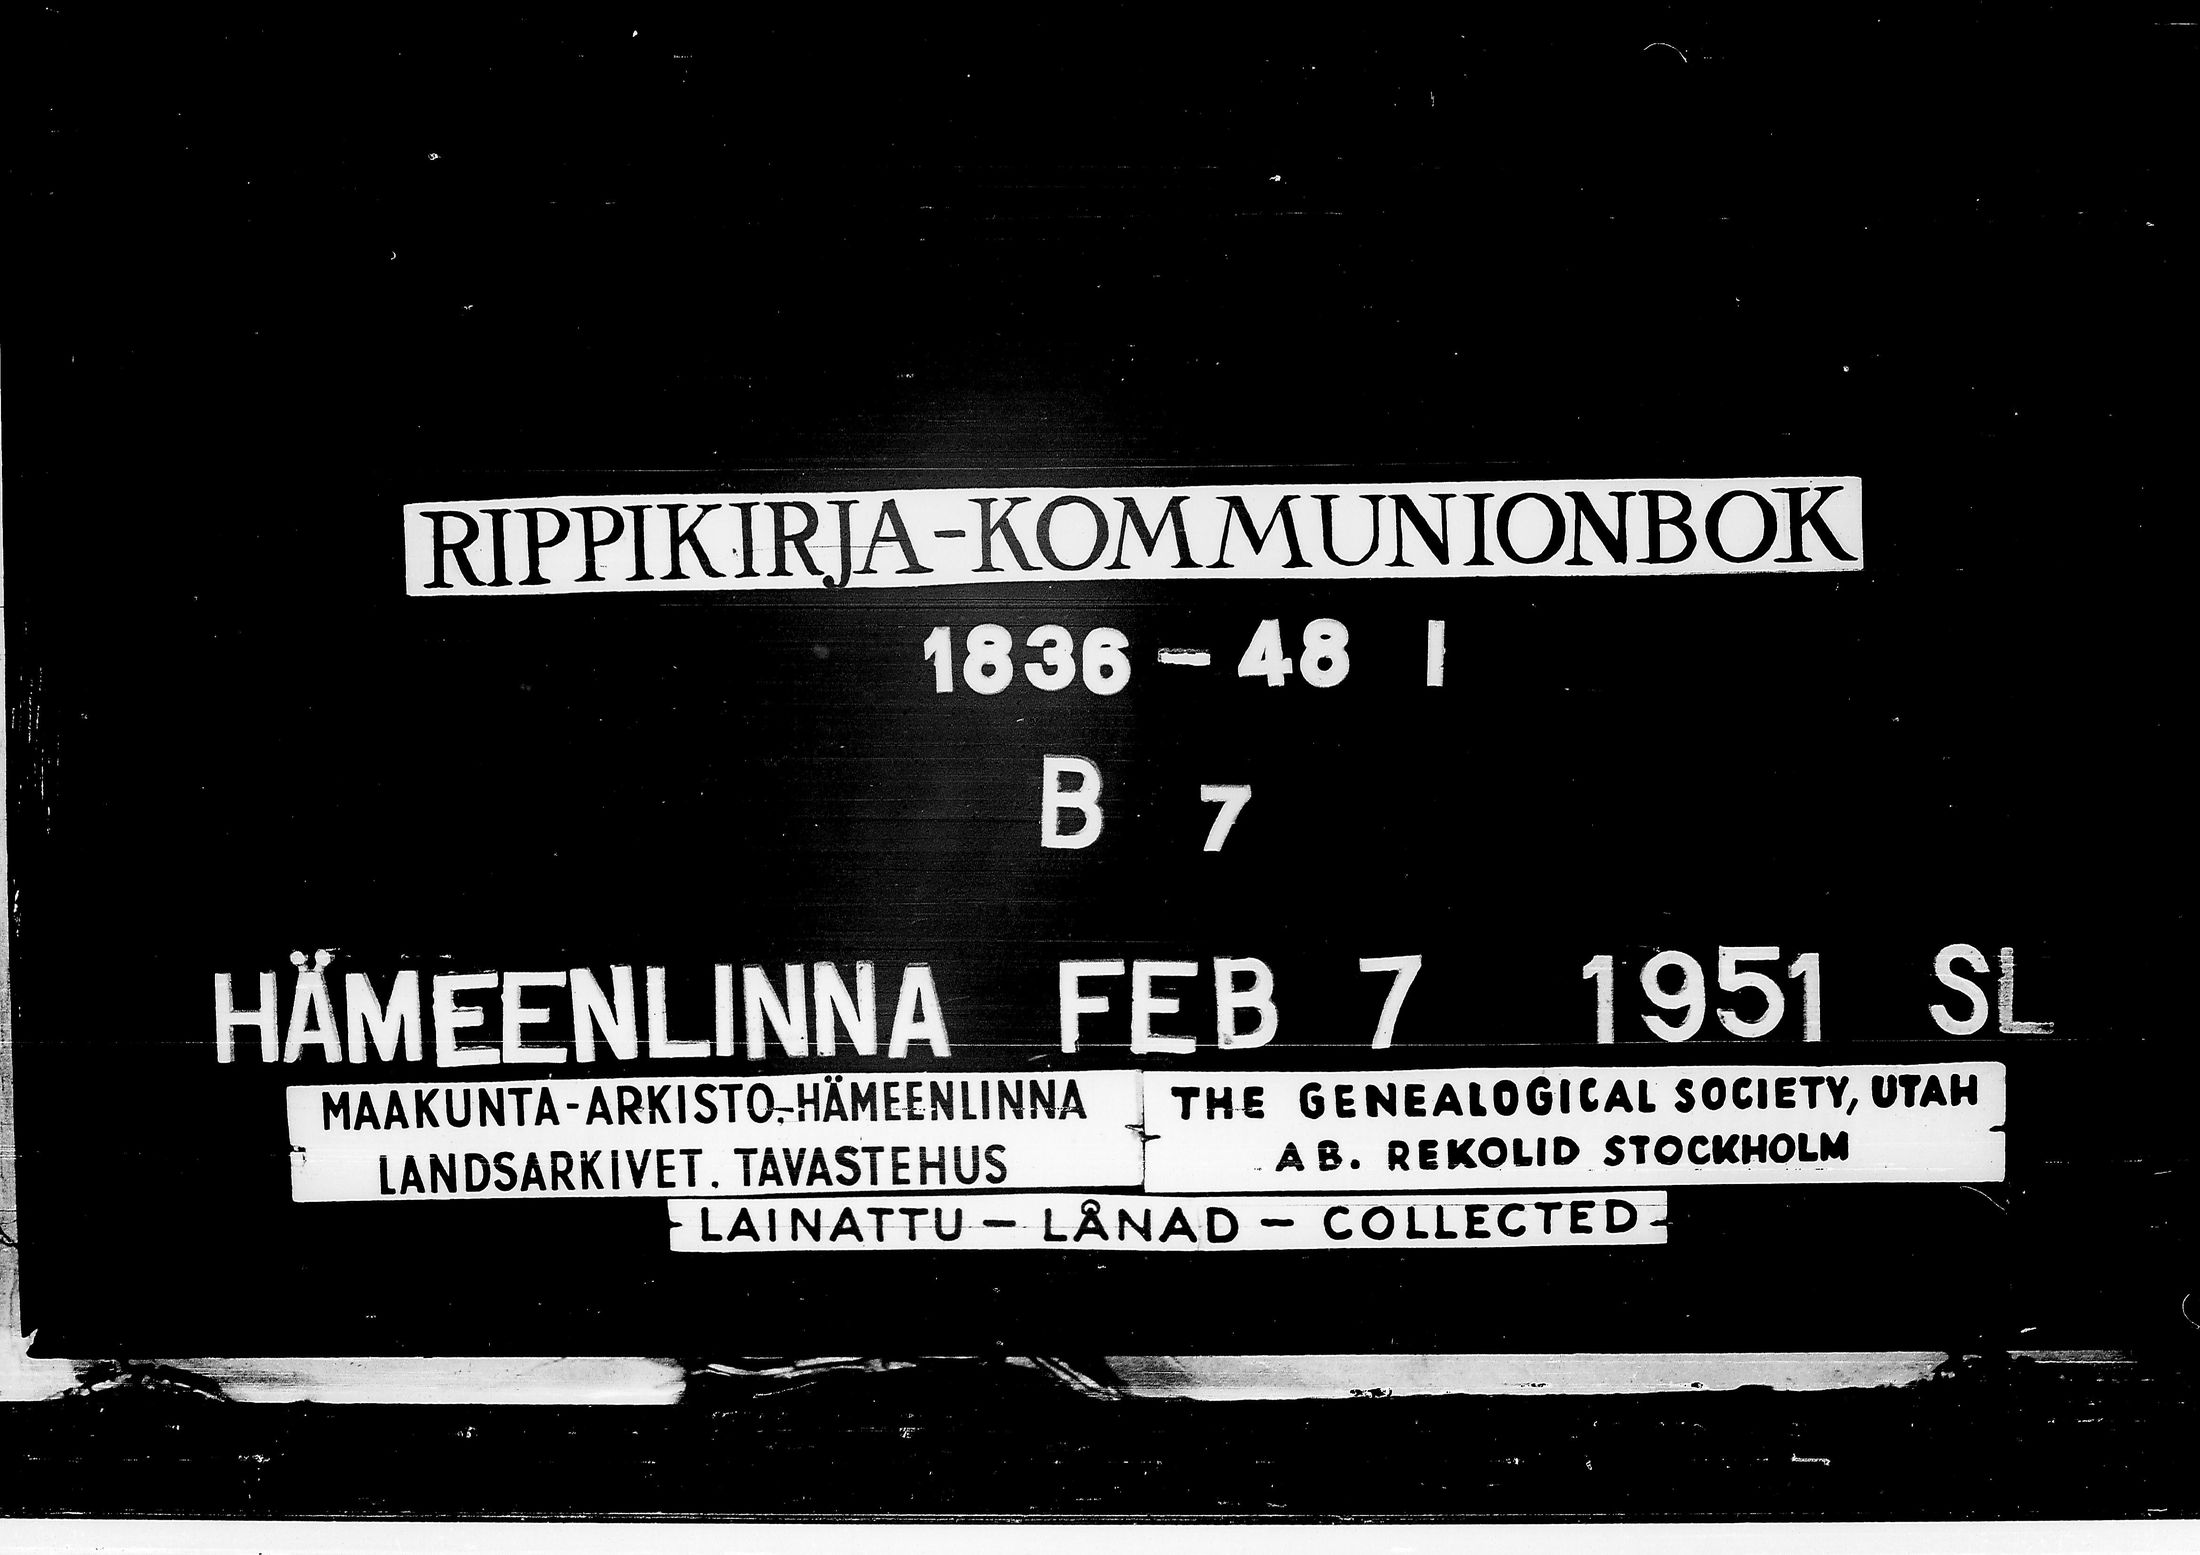 RIPPIKIRJA-KOMMUNIONBOK
1836-48 I
B 7
HÄMEENLINNA FEB 7 1951 SL
MAAKUNTA-ARKISTO.-HÄMEENLINNA
LANDSARKIVET. TAVASTEHUS
THE GENEALOGICAL SOCIETY, UTAH
AB. REKOLID STOCKHOLM
LAINATTU - LÅNAD - COLLECTED